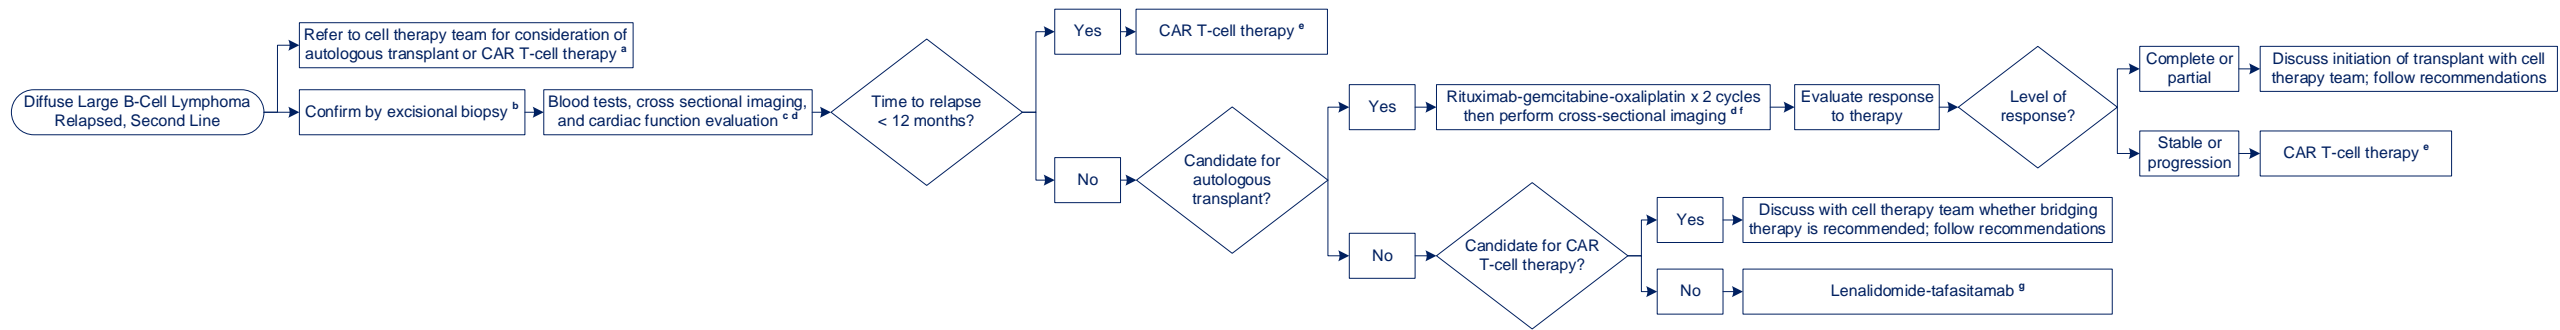 Refer to cell therapy team for consideration of
autologous transplant or CAR T-cell therapy a
Diffuse Large B-Cell Lymphoma
Relapsed, Second Line
Confirm by excisional biopsy b
Blood tests, cross sectional imaging,
and cardiac function evaluation c d
Time to relapse
< 12 months?
Yes
CAR T-cell therapy e
No
Candidate for
autologous
transplant?
Yes
Rituximab-gemcitabine-oxaliplatin x 2 cycles
then perform cross-sectional imaging d f
Evaluate response
to therapy
Level of
response?
Complete or
partial
Discuss initiation of transplant with cell
therapy team; follow recommendations
Stable or
progression
CAR T-cell therapy e
No
Candidate for CAR
T-cell therapy?
Yes
Discuss with cell therapy team whether bridging
therapy is recommended; follow recommendations
No
Lenalidomide-tafasitamab g